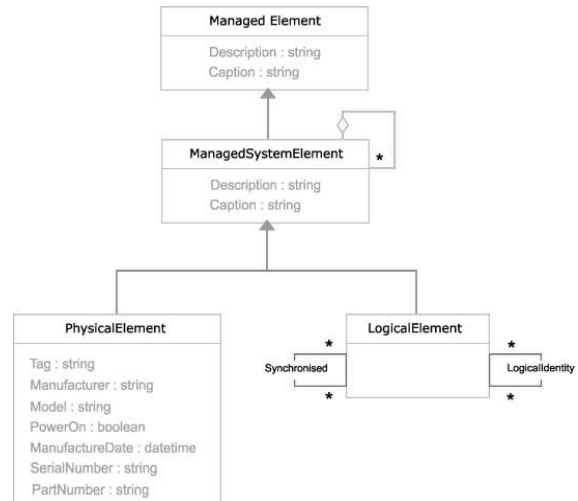 Managed Element
Description : string
Caption : string
ManagedSystemElement
*
Description : string
Caption : string
PhysicalElement
Tag : string
Manufacturer : string
Model : string
PowerOn : boolean
ManufactureDate : datetime
SerialNumber : string
PartNumber : string
LogicalElement
* *
Synchronised LogicalIdentity
* *